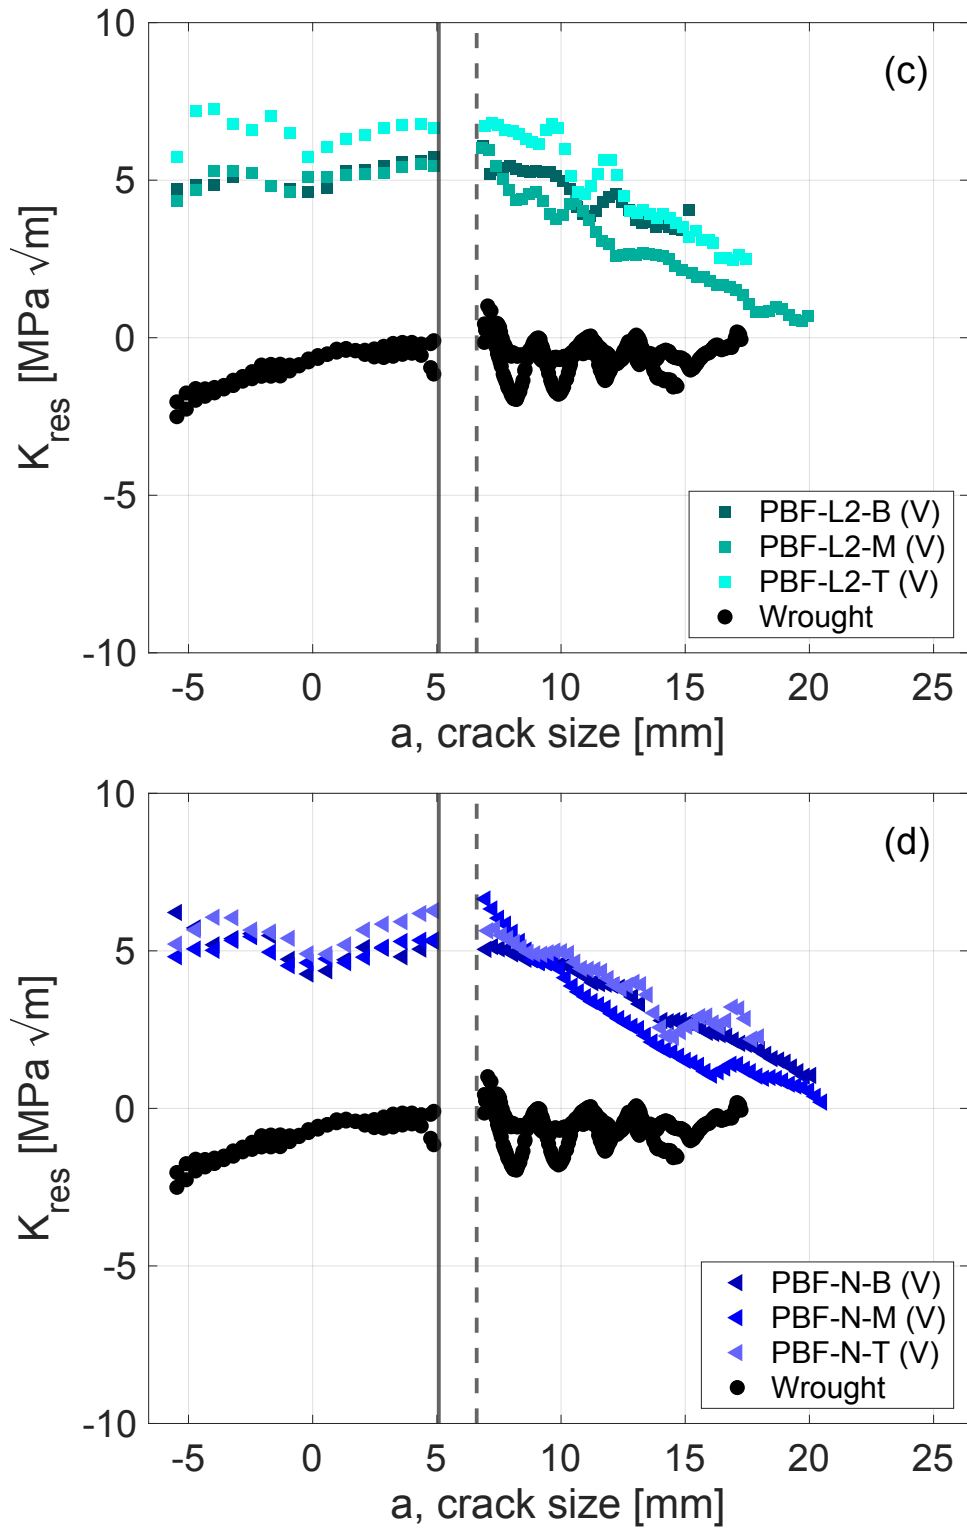 10
5
0
-5
-10
K_res [MPa √m]
(c)
PBF-L2-B (V)
PBF-L2-M (V)
PBF-L2-T (V)
Wrought
-5 0 5 10 15 20 25
a, crack size [mm]
10
5
0
-5
-10
K_res [MPa √m]
(d)
PBF-N-B (V)
PBF-N-M (V)
PBF-N-T (V)
Wrought
-5 0 5 10 15 20 25
a, crack size [mm]